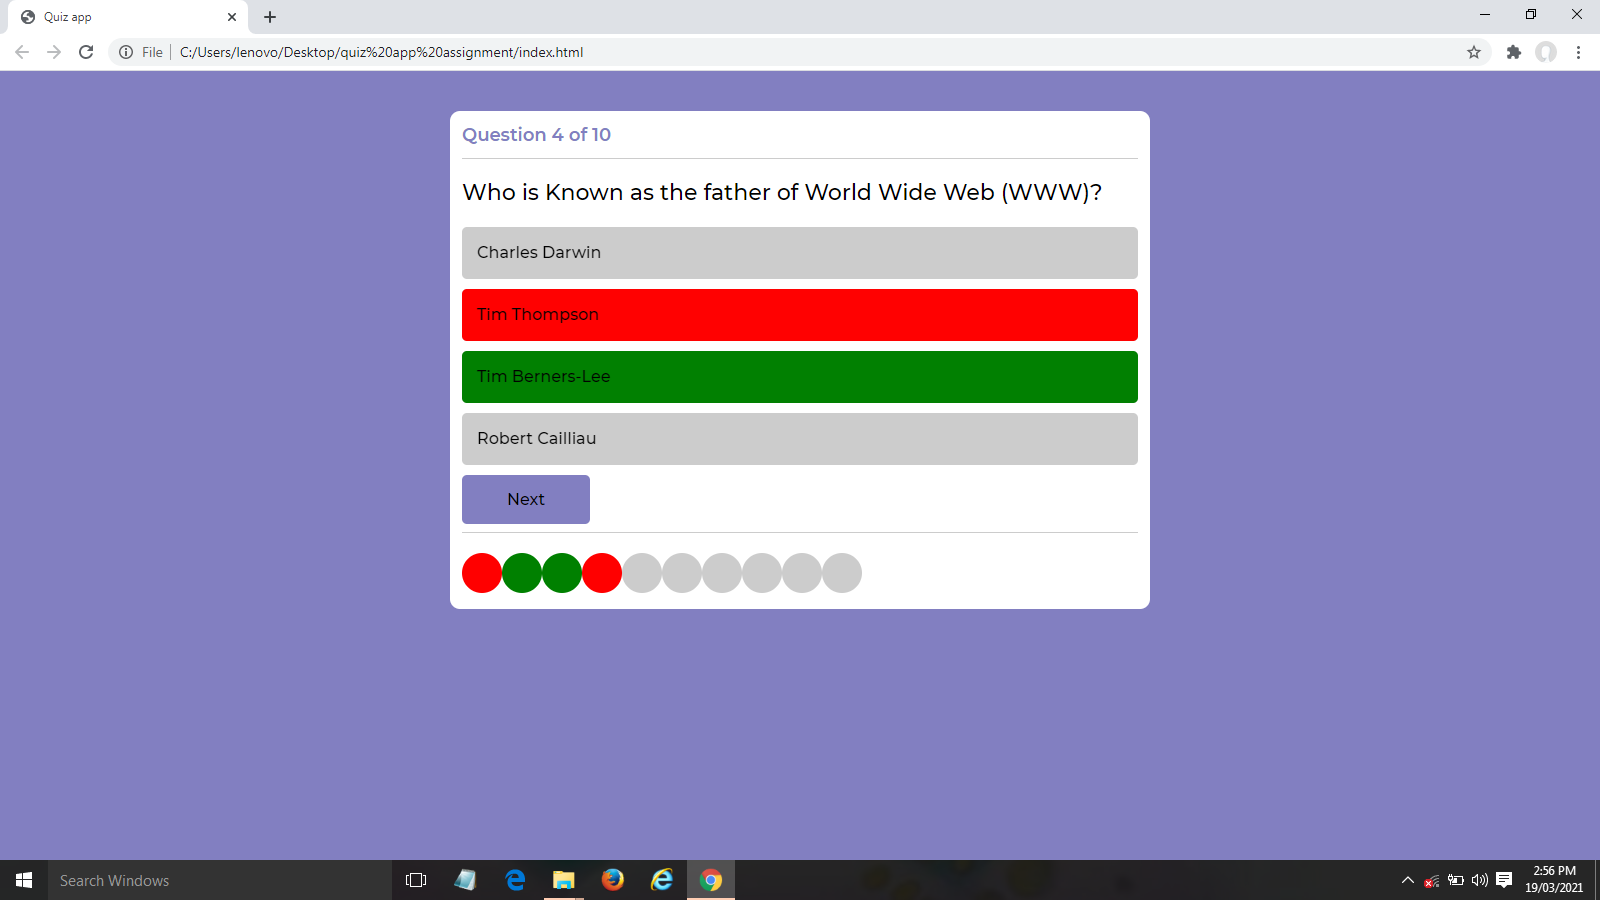 Quiz app
File
C:/Users/lenovo/Desktop/quiz%20app%20assignment/index.html
Question 4 of 10
Who is Known as the father of World Wide Web (WWW)?
Charles Darwin
Tim Thompson
Tim Berners-Lee
Robert Cailliau
Next
Search Windows
2:56 PM
19/03/2021